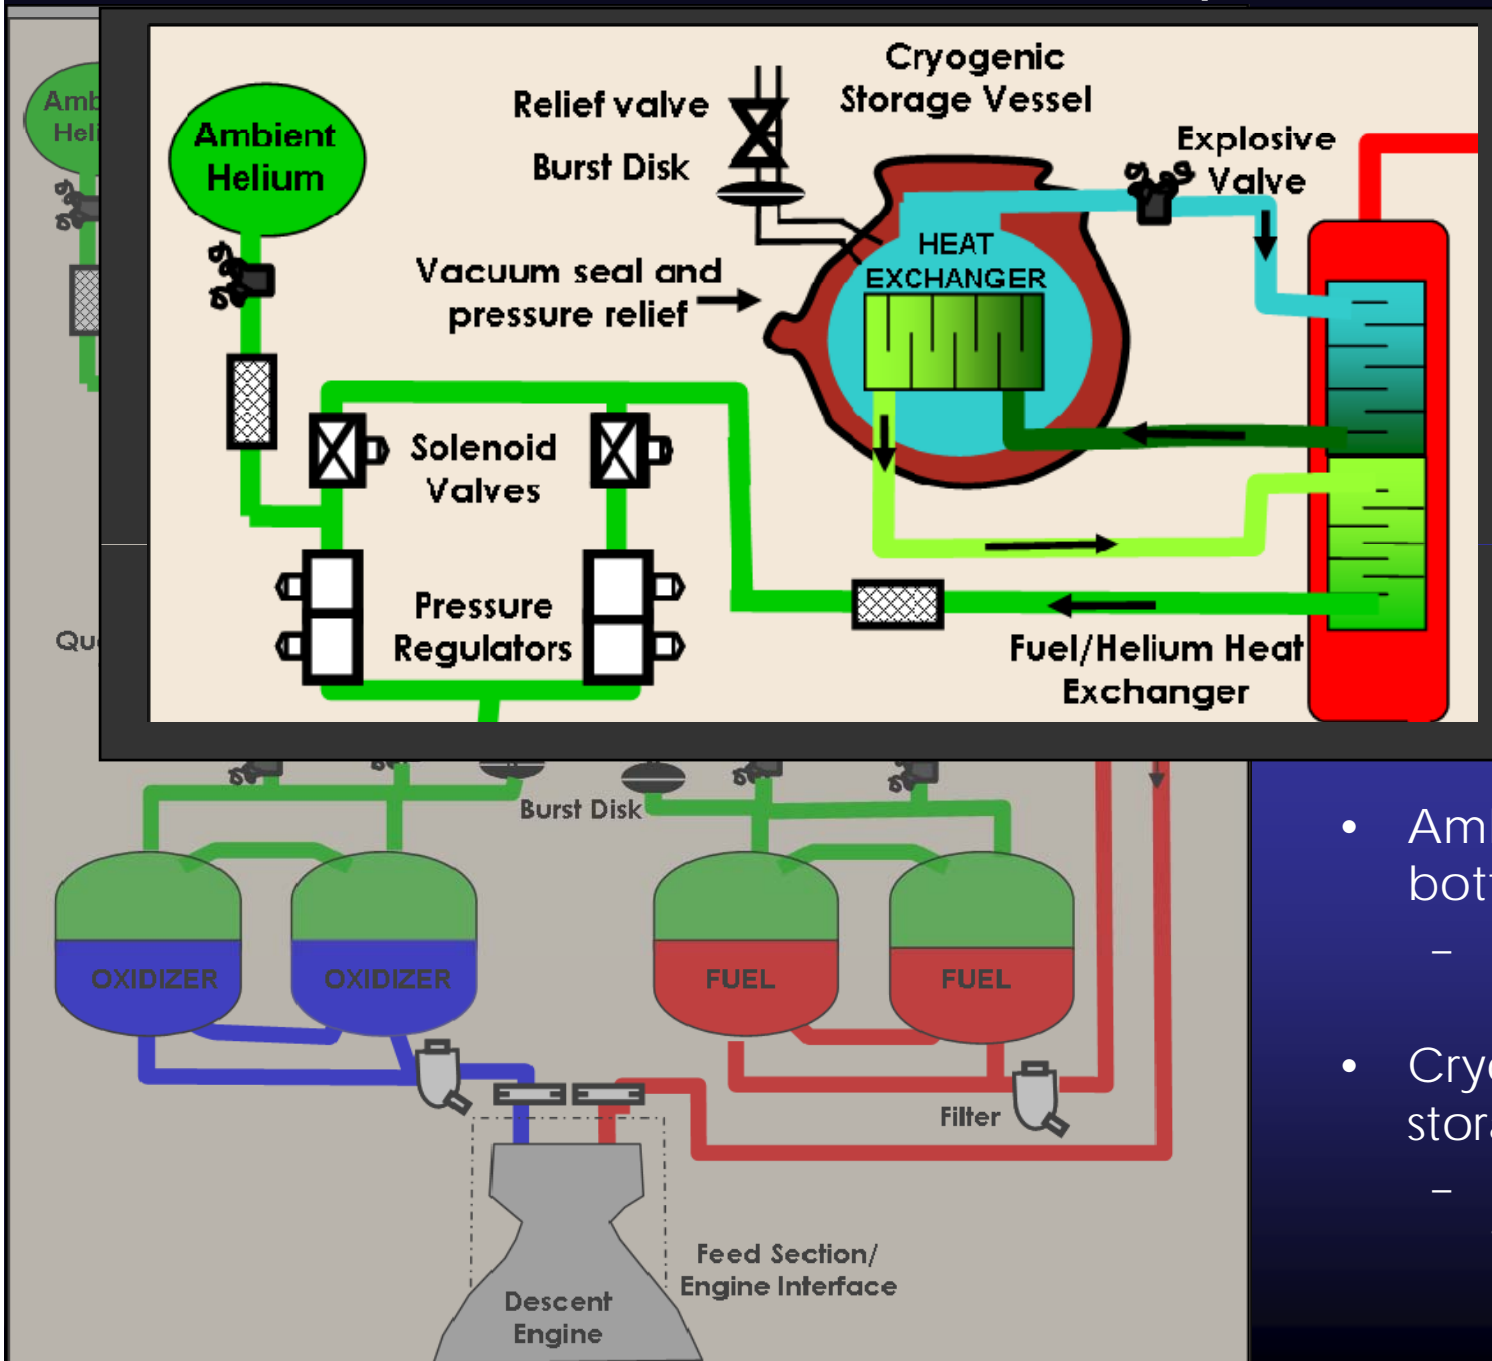 Cryogenic
Storage Vessel
Relief valve
Burst Disk
Explosive
Valve
Ambient
Helium
HEAT
EXCHANGER
Vacuum seal and
pressure relief
Solenoid
Valves
Pressure
Regulators
Fuel/Helium Heat
Exchanger
Burst Disk
OXIDIZER
OXIDIZER
FUEL
FUEL
Filter
Feed Section/
Engine Interface
Descent
Engine